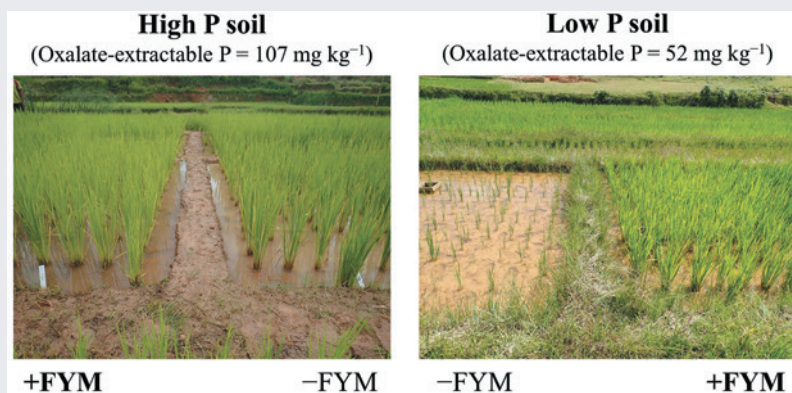 High P soil
(Oxalate-extractable P = 107 mg kg⁻¹)
+FYM −FYM
Low P soil
(Oxalate-extractable P = 52 mg kg⁻¹)
−FYM +FYM